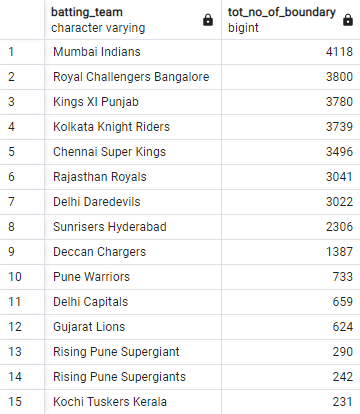 batting_team tot_no_of_boundary
character varying bigint
1 Mumbai Indians 4118
2 Royal Challengers Bangalore 3800
3 Kings XI Punjab 3780
4 Kolkata Knight Riders 3739
5 Chennai Super Kings 3496
6 Rajasthan Royals 3041
7 Delhi Daredevils 3022
8 Sunrisers Hyderabad 2306
9 Deccan Chargers 1387
10 Pune Warriors 733
11 Delhi Capitals 659
12 Gujarat Lions 624
13 Rising Pune Supergiant 290
14 Rising Pune Supergiants 242
15 Kochi Tuskers Kerala 231